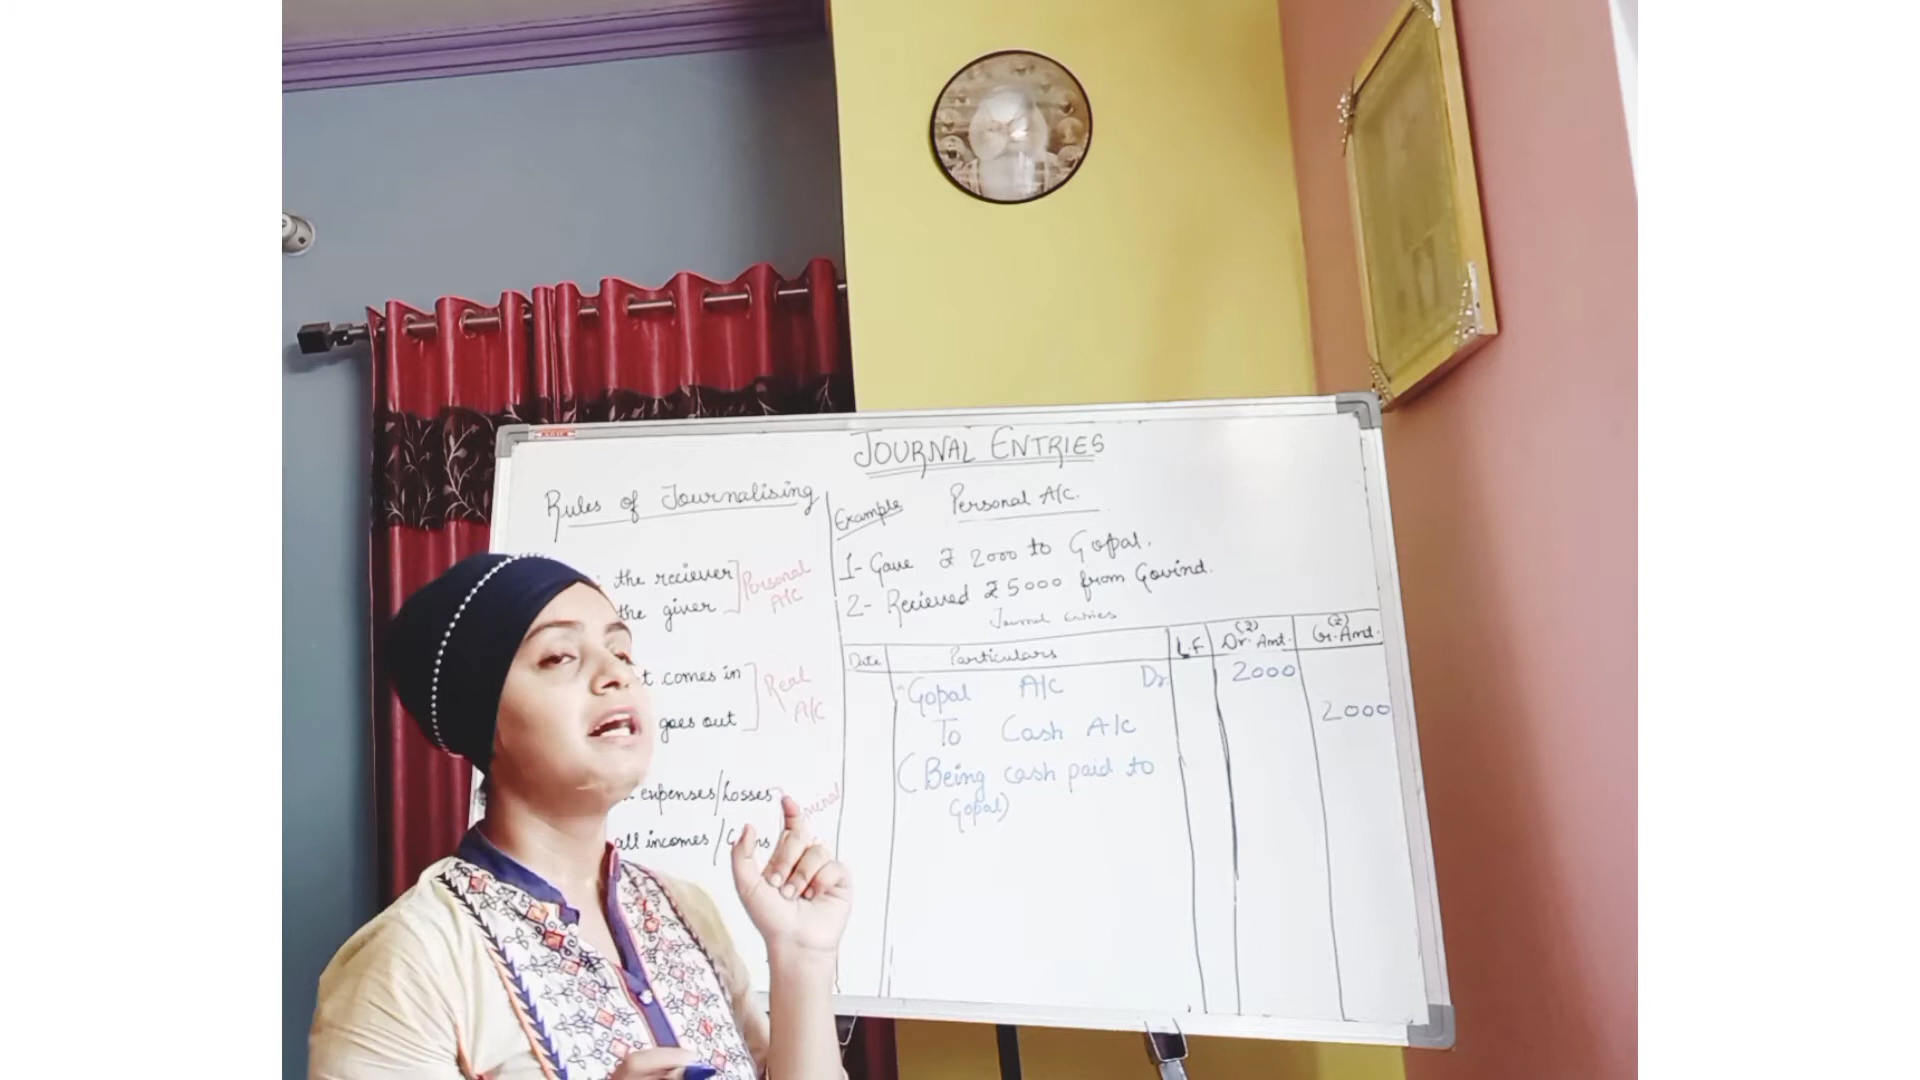 JOURNAL ENTRIES
Rules of Journalising
the reciever
the giver
Personal
A/C
t comes in
goes out
Real
A/C
expenses/Losses
all incomes/
Example Personal A/c.
1- Gave ₹ 2000 to Gopal.
2- Recieved ₹ 5000 from Govind.
Journal Entries
Date Particulars L.F (₹) Dr. Amt. (₹) Cr. Amt.
Gopal A/c Dr 2000
To Cash A/c 2000
(Being cash paid to
Gopal)